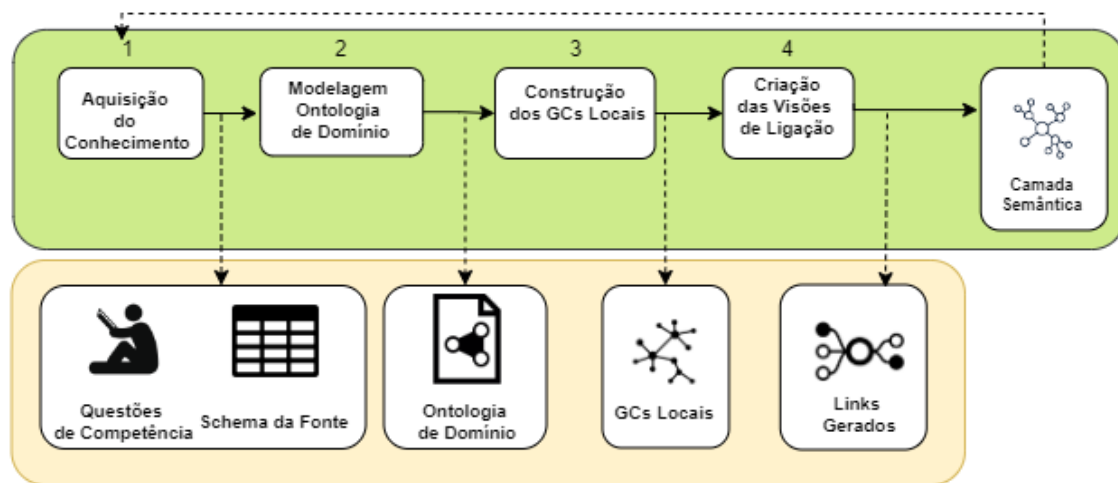 1
2
3
4
Aquisição
do
Conhecimento
Modelagem
Ontologia
de Domínio
Construção
dos GCs Locais
Criação
das Visões
de Ligação
Camada
Semântica
Questões
de Competência
Schema da Fonte
Ontologia
de Domínio
GCs Locais
Links
Gerados